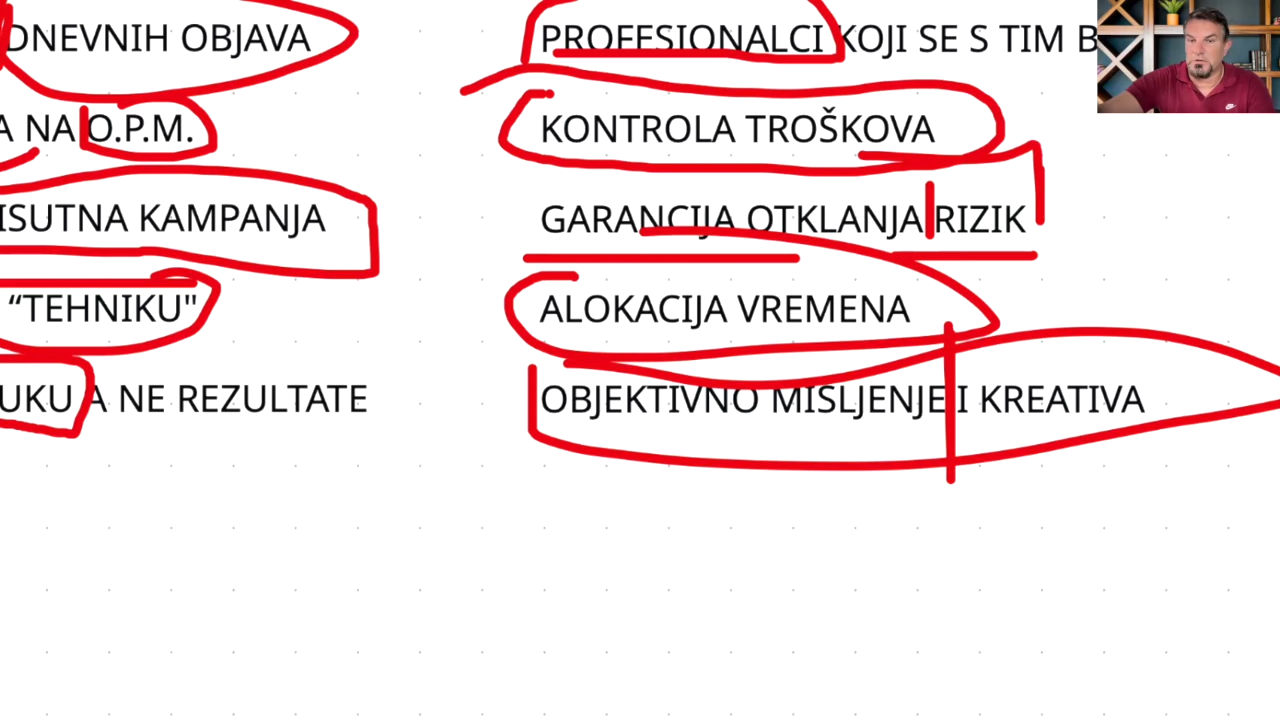 DNEVNIH OBJAVA
A NA O.P.M.
ISUTNA KAMPANJA
“TEHNIKU"
UKU A NE REZULTATE
PROFESIONALCI KOJI SE S TIM B
KONTROLA TROŠKOVA
GARANCIJA OTKLANJA RIZIK
ALOKACIJA VREMENA
OBJEKTIVNO MIŠLJENJE I KREATIVA